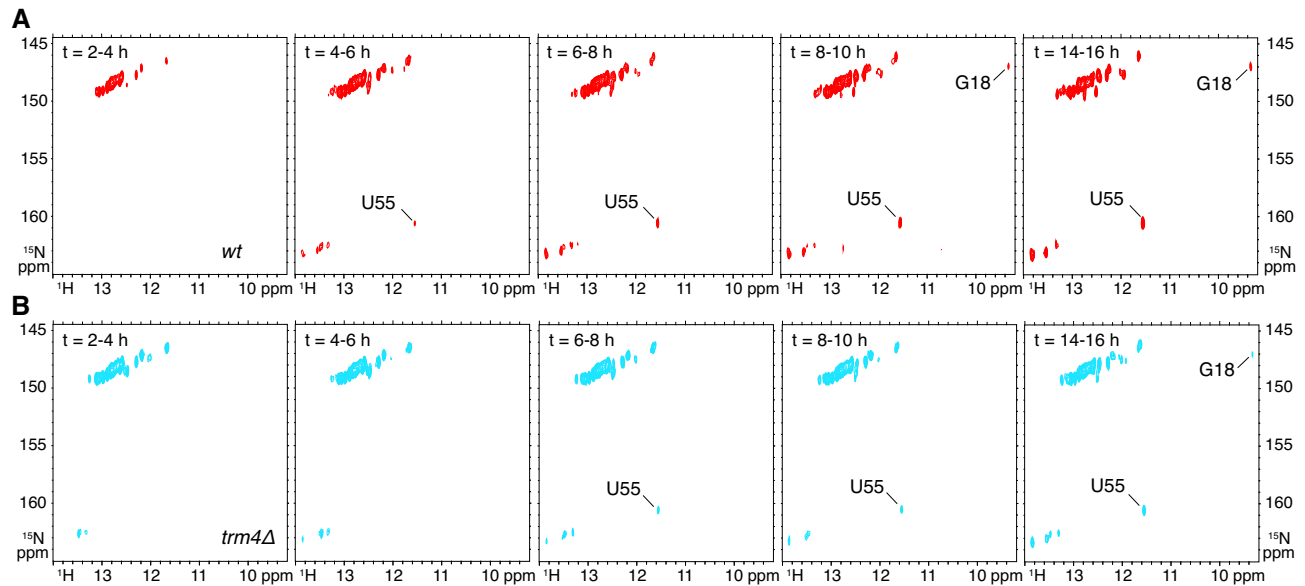 A
t = 2-4 h t = 4-6 h t = 6-8 h t = 8-10 h t = 14-16 h
145 145
G18 G18
150 150
155 155
U55 U55 U55 U55
160 160
15N ppm wt 15N ppm
1H 13 12 11 10 ppm 1H 13 12 11 10 ppm 1H 13 12 11 10 ppm 1H 13 12 11 10 ppm 1H 13 12 11 10 ppm
B
t = 2-4 h t = 4-6 h t = 6-8 h t = 8-10 h t = 14-16 h
145 145
G18
150 150
155 155
U55 U55 U55
160 160
15N ppm trm4Δ 15N ppm
1H 13 12 11 10 ppm 1H 13 12 11 10 ppm 1H 13 12 11 10 ppm 1H 13 12 11 10 ppm 1H 13 12 11 10 ppm